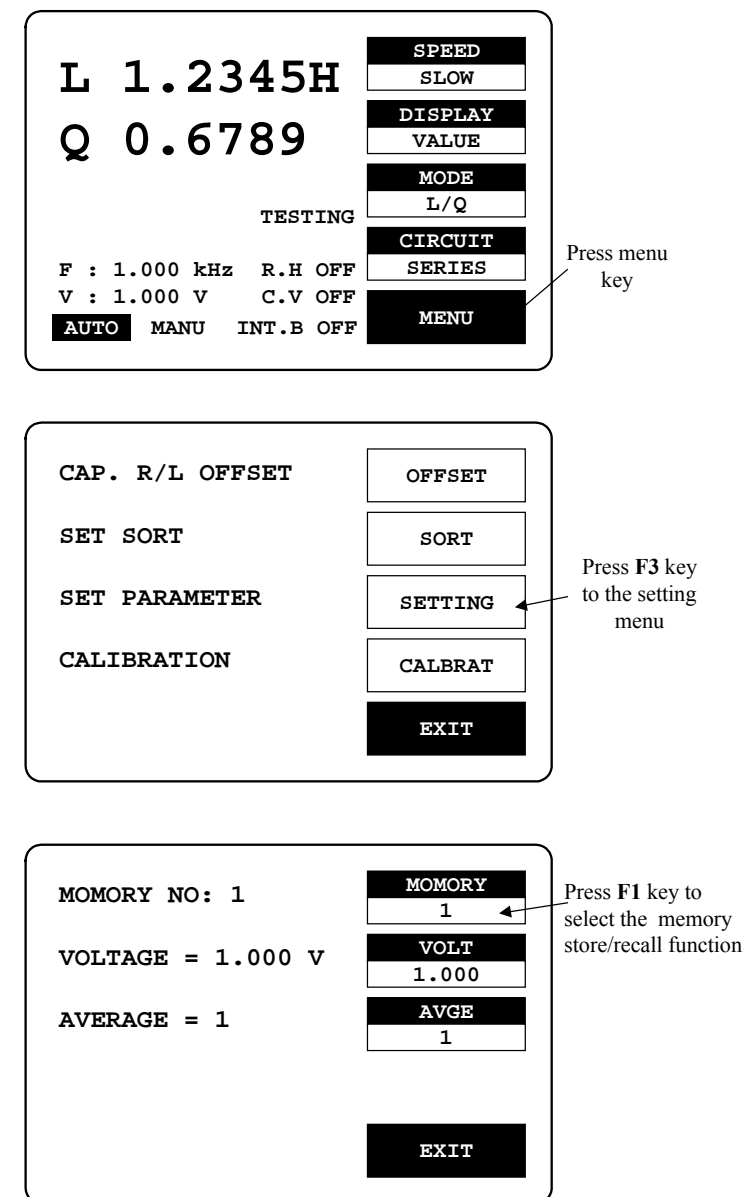 L 1.2345H
Q 0.6789
TESTING
F : 1.000 kHz R.H OFF
V : 1.000 V C.V OFF
AUTO MANU INT.B OFF
SPEED
SLOW
DISPLAY
VALUE
MODE
L/Q
CIRCUIT
SERIES
MENU
Press menu
key
CAP. R/L OFFSET
OFFSET
SET SORT
SORT
SET PARAMETER
SETTING
CALIBRATION
CALBRAT
EXIT
Press F3 key
to the setting
menu
MOMORY NO: 1
MOMORY
1
VOLTAGE = 1.000 V
VOLT
1.000
AVERAGE = 1
AVGE
1
EXIT
Press F1 key to
select the memory
store/recall function